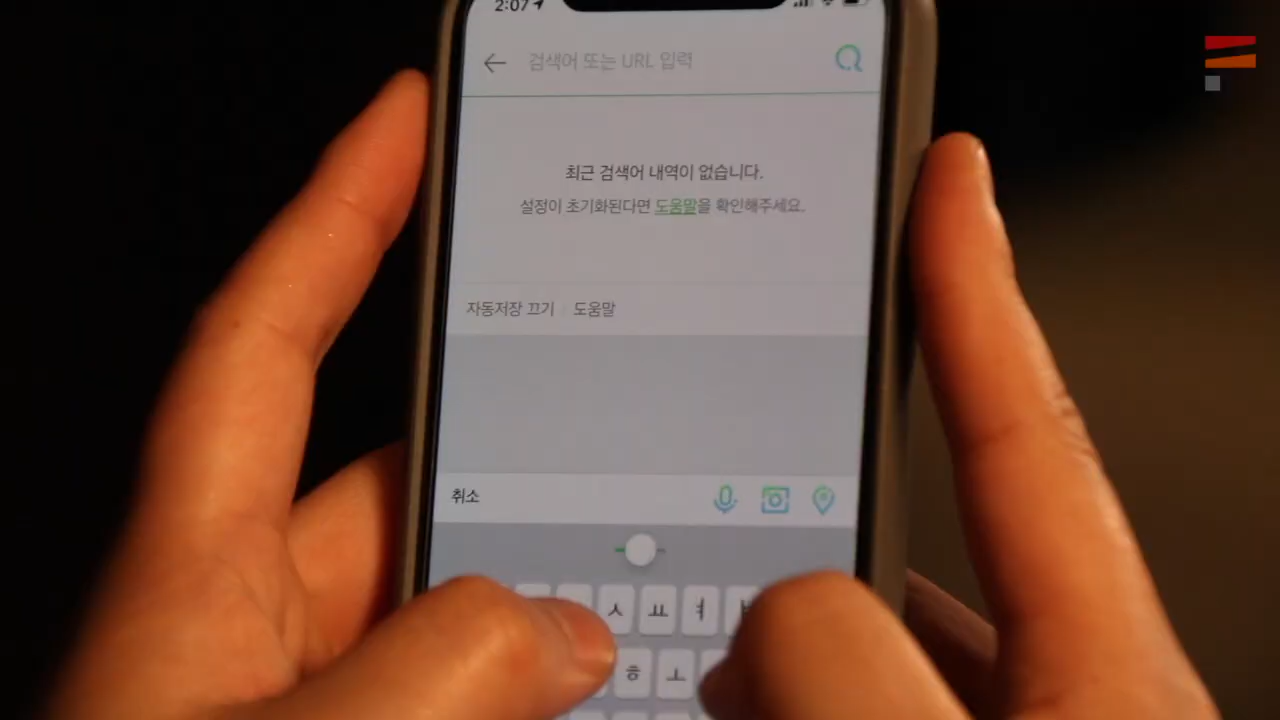 2:07
검색어 또는 URL 입력
최근 검색어 내역이 없습니다.
설정이 초기화된다면 도움말을 확인해주세요.
자동저장 끄기 도움말
취소
ㅅ ㅛ ㅕ
ㅎ ㅗ